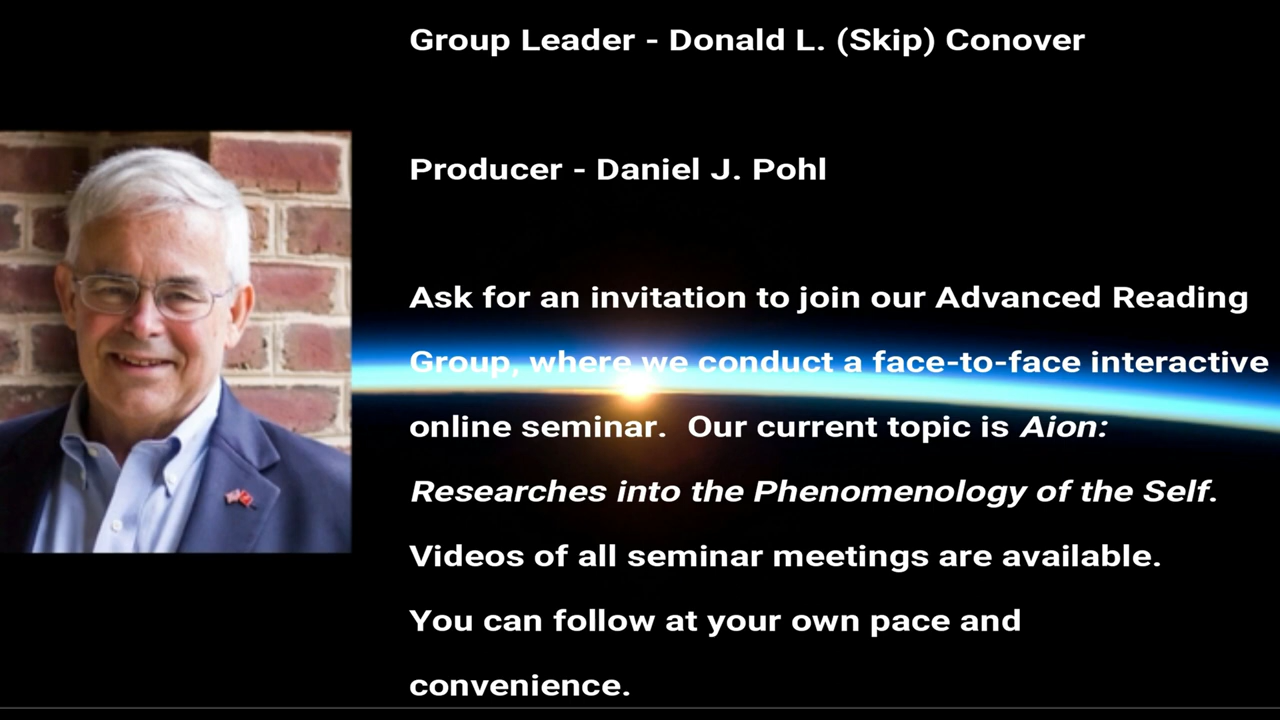 Group Leader - Donald L. (Skip) Conover
Producer - Daniel J. Pohl
Ask for an invitation to join our Advanced Reading
Group, where we conduct a face-to-face interactive
online seminar.  Our current topic is Aion:
Researches into the Phenomenology of the Self.
Videos of all seminar meetings are available.
You can follow at your own pace and
convenience.